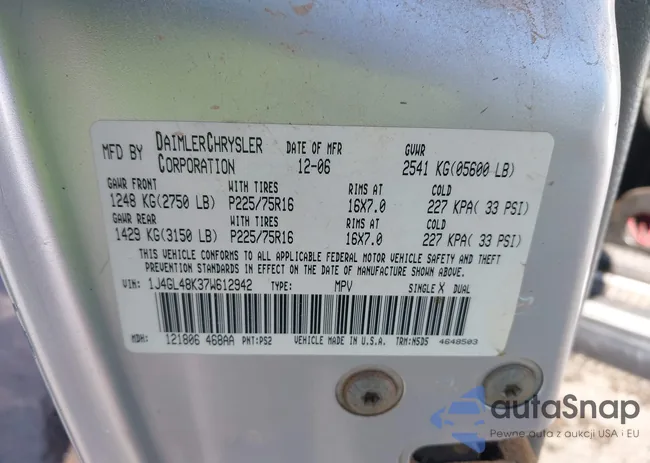 MFD BY DAIMLERCHRYSLER CORPORATION DATE OF MFR 12-06 GVWR 2541 KG(05600 LB)
GAWR FRONT WITH TIRES RIMS AT COLD
1248 KG(2750 LB) P225/75R16 16X7.0 227 KPA( 33 PSI)
GAWR REAR WITH TIRES RIMS AT COLD
1429 KG(3150 LB) P225/75R16 16X7.0 227 KPA( 33 PSI)
THIS VEHICLE CONFORMS TO ALL APPLICABLE FEDERAL MOTOR VEHICLE SAFETY AND THEFT
PREVENTION STANDARDS IN EFFECT ON THE DATE OF MANUFACTURE SHOWN ABOVE.
VIN: 1J4GL48K37W612942 TYPE: MPV SINGLE X DUAL
MDH: 121806 468AA PNT:PS2 VEHICLE MADE IN U.S.A. TRM:N5D5 4648503
autaSnap
Pewne auta z aukcji USA i EU